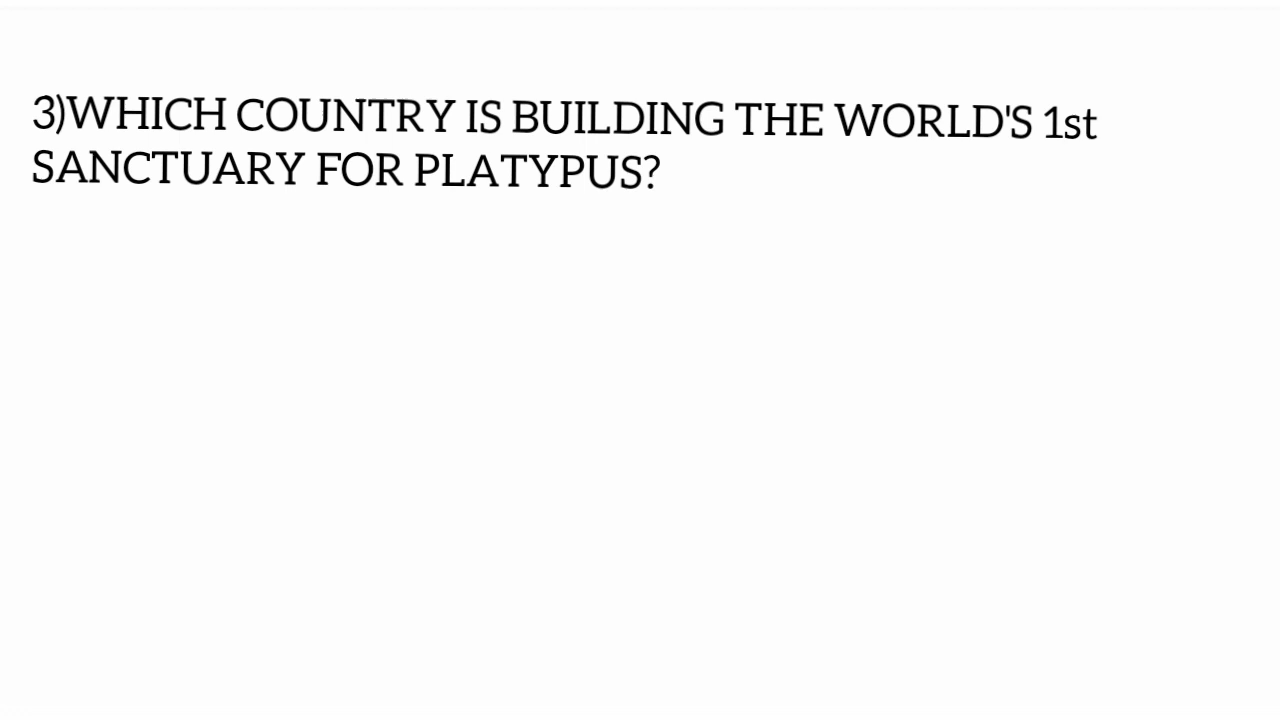 3)WHICH COUNTRY IS BUILDING THE WORLD'S 1st
SANCTUARY FOR PLATYPUS?